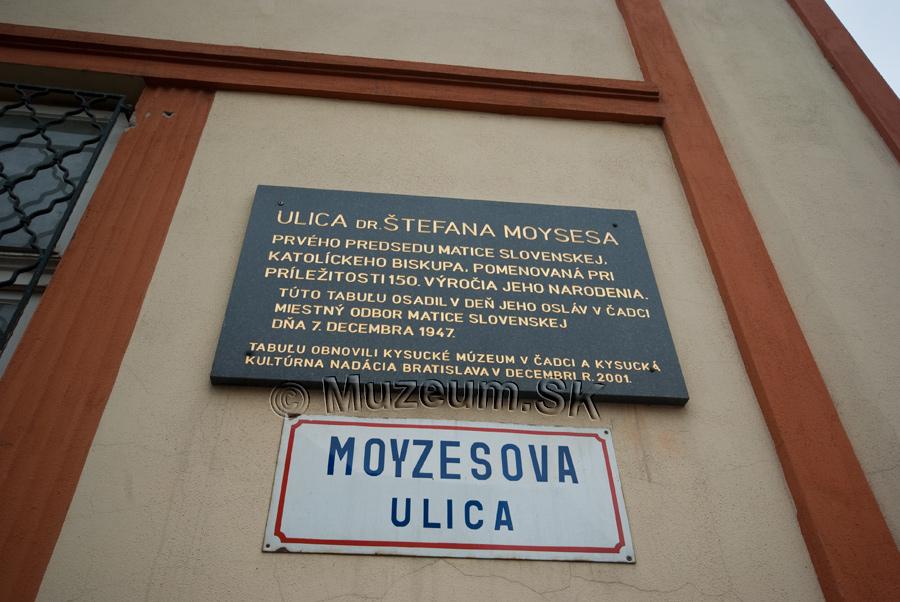 ULICA DR. ŠTEFANA MOYSESA
PRVÉHO PREDSEDU MATICE SLOVENSKEJ,
KATOLÍCKEHO BISKUPA, POMENOVANÁ PRI
PRÍLEŽITOSTI 150. VÝROČIA JEHO NARODENIA.
TÚTO TABUĽU OSADIL V DEŇ JEHO OSLÁV V ČADCI
MIESTNÝ ODBOR MATICE SLOVENSKEJ
DŇA 7. DECEMBRA 1947.
TABUĽU OBNOVILI KYSUCKÉ MÚZEUM V ČADCI A KYSUCKÁ
KULTÚRNA NADÁCIA BRATISLAVA V DECEMBRI R. 2001.
© Muzeum.SK
MOYZESOVA
ULICA